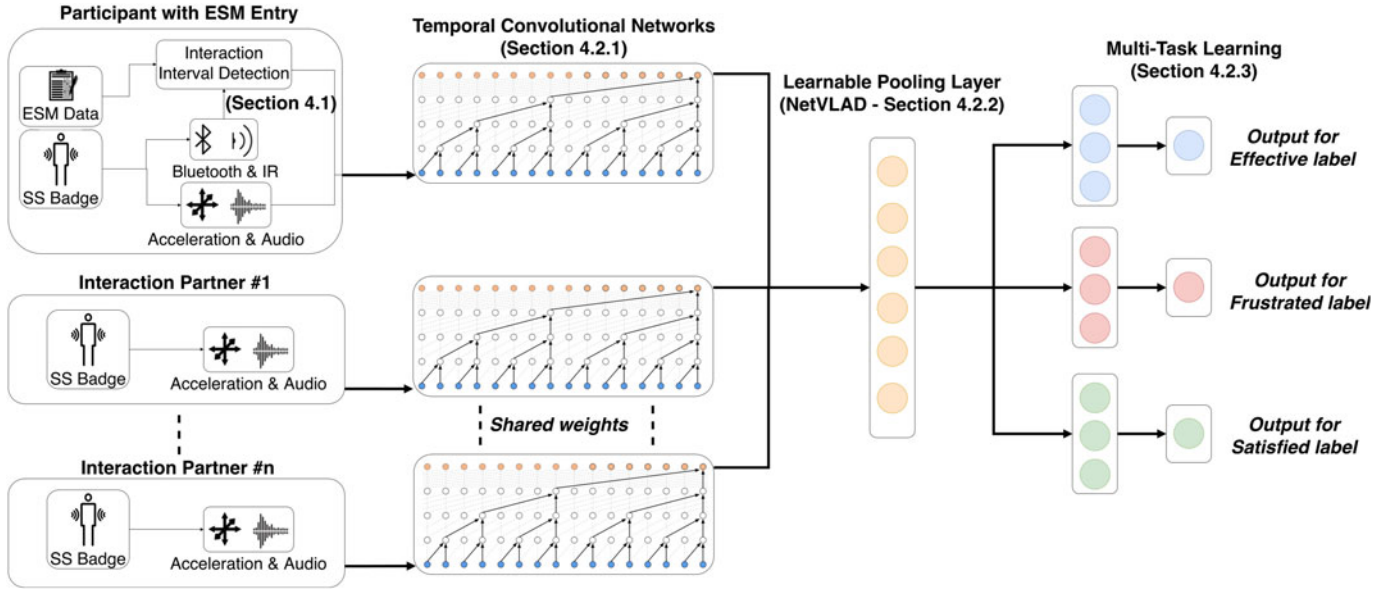 Participant with ESM Entry
Interaction
Interval Detection
ESM Data
(Section 4.1)
SS Badge
Bluetooth & IR
Acceleration & Audio
Interaction Partner #1
SS Badge
Acceleration & Audio
Interaction Partner #n
SS Badge
Acceleration & Audio
Temporal Convolutional Networks
(Section 4.2.1)
Shared weights
Learnable Pooling Layer
(NetVLAD - Section 4.2.2)
Multi-Task Learning
(Section 4.2.3)
Output for
Effective label
Output for
Frustrated label
Output for
Satisfied label